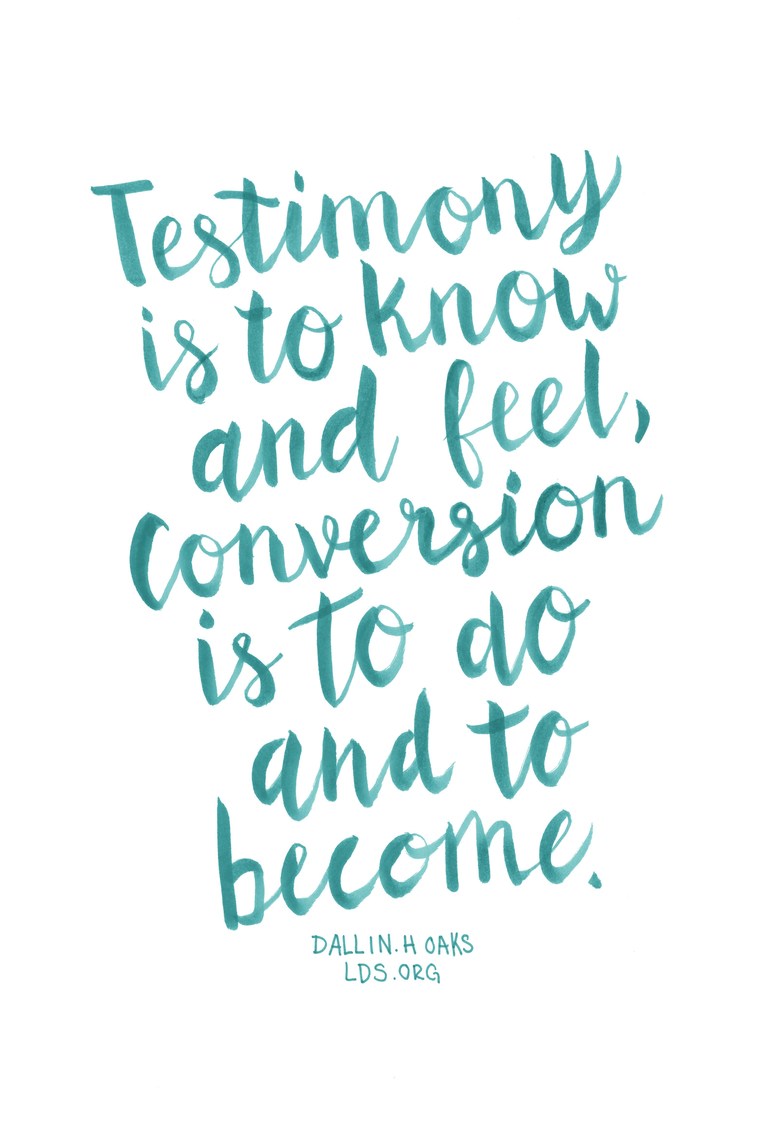 Testimony
is to know
and feel,
conversion
is to do
and to
become.
DALLIN.H OAKS
LDS.ORG